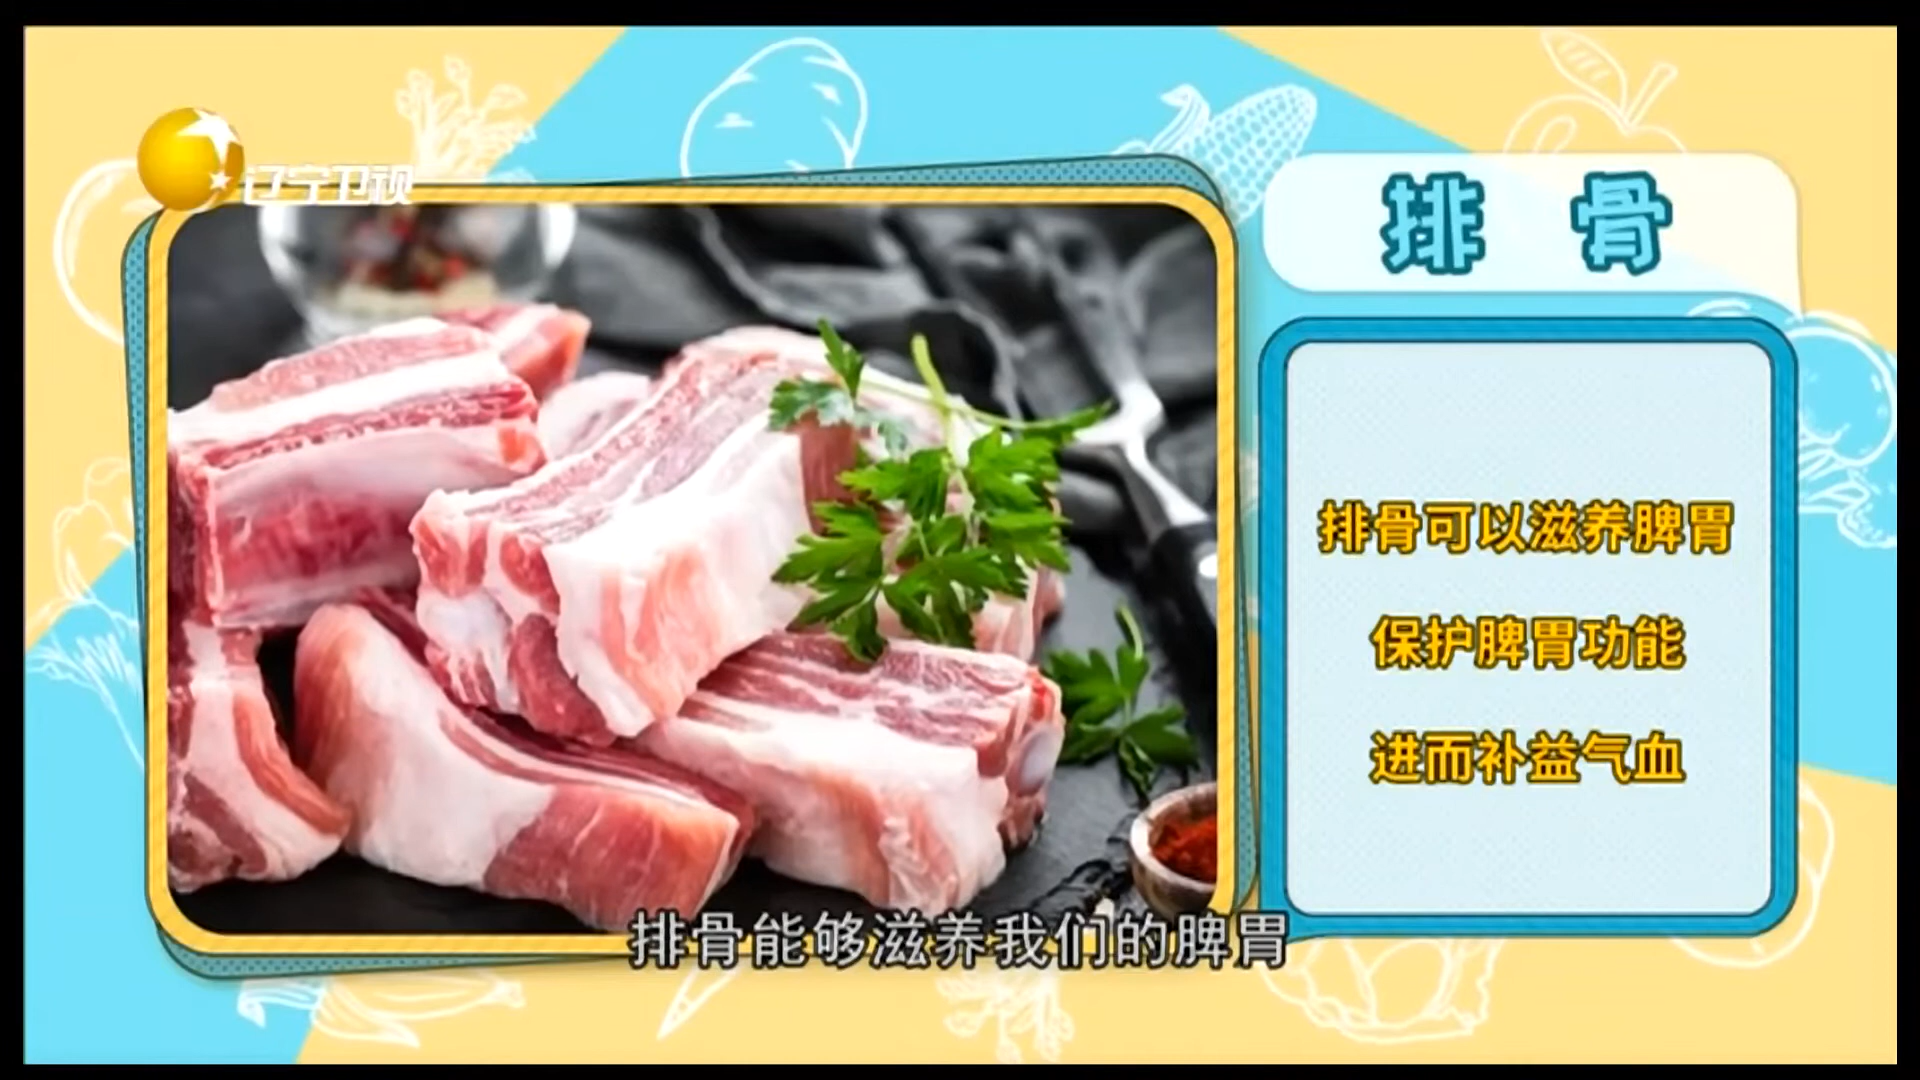 辽宁卫视
排骨
排骨可以滋养脾胃
保护脾胃功能
进而补益气血
排骨能够滋养我们的脾胃